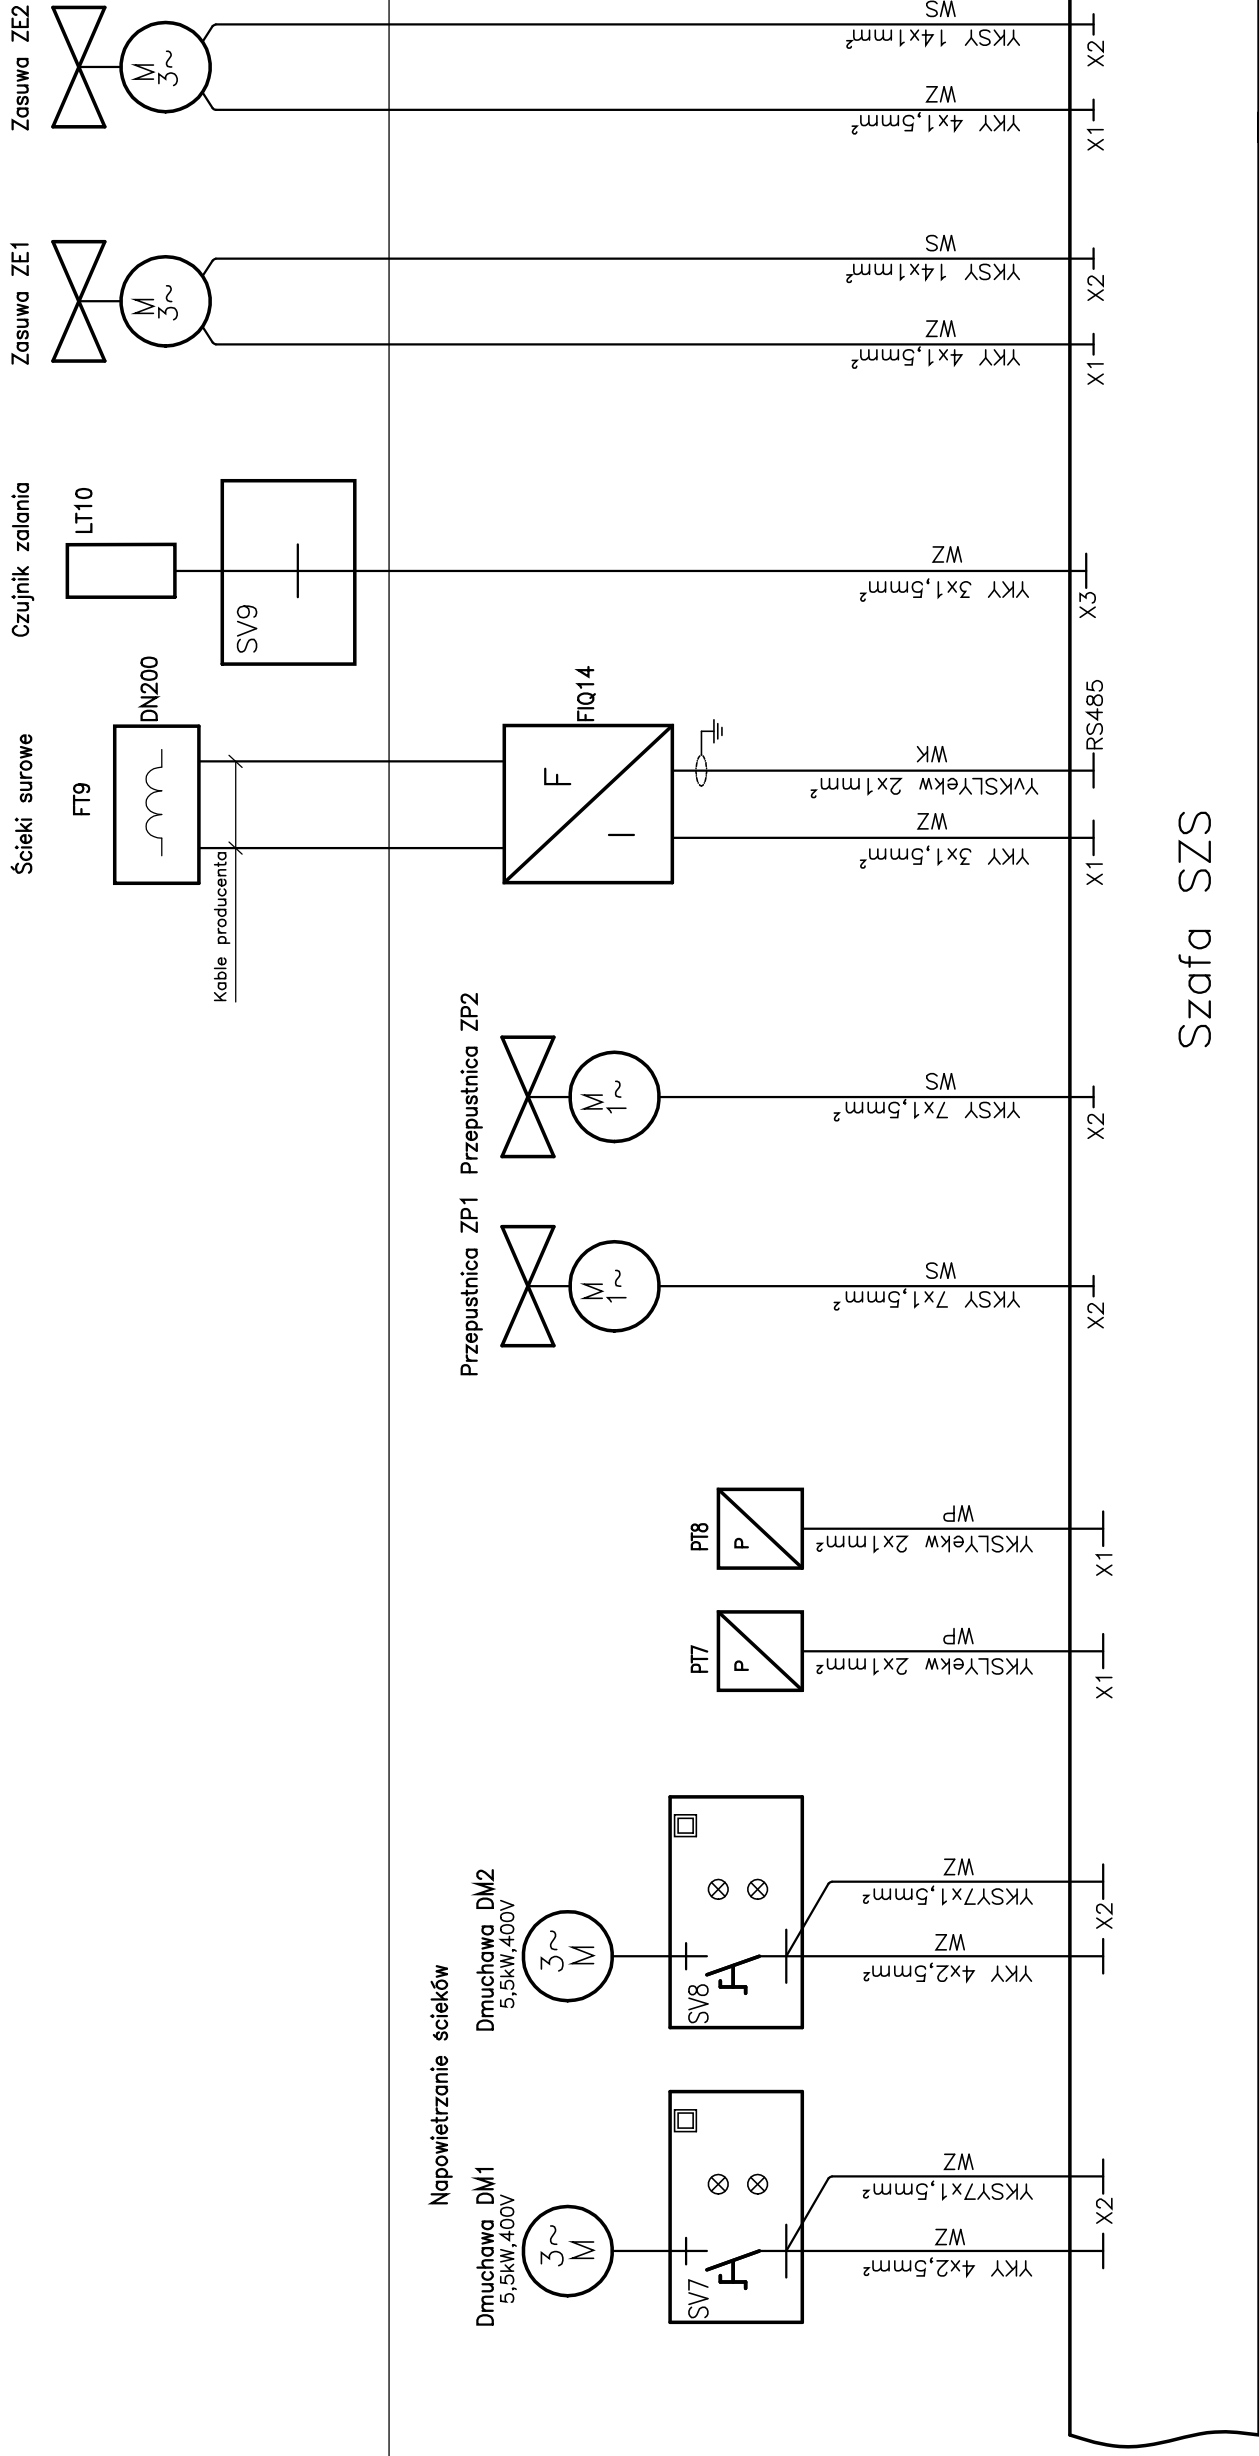 Napowietrzanie ścieków
Dmuchawa DM1
5,5kW,400V
3~
M
SV7
YKY 4x2,5mm²
WZ
YKSY7x1,5mm²
WZ
X2
Dmuchawa DM2
5,5kW,400V
3~
M
SV8
YKY 4x2,5mm²
WZ
YKSY7x1,5mm²
WZ
X2
PT7
P
YKSLYekw 2x1mm²
WP
X1
PT8
P
YKSLYekw 2x1mm²
WP
X1
Przepustnica ZP1
M
1~
YKSY 7x1,5mm²
WS
X2
Przepustnica ZP2
M
1~
YKSY 7x1,5mm²
WS
X2
Ścieki surowe
FT9
DN200
Kable producenta
FIQ14
F
I
YKY 3x1,5mm²
WZ
X1
YvKSLYekw 2x1mm²
WK
RS485
Czujnik zalania
LT10
SV9
YKY 3x1,5mm²
WZ
X3
Zasuwa ZE1
M
3~
YKY 4x1,5mm²
WZ
X1
YKSY 14x1mm²
WS
X2
Zasuwa ZE2
M
3~
YKY 4x1,5mm²
WZ
X1
YKSY 14x1mm²
WS
X2
Szafa SZS